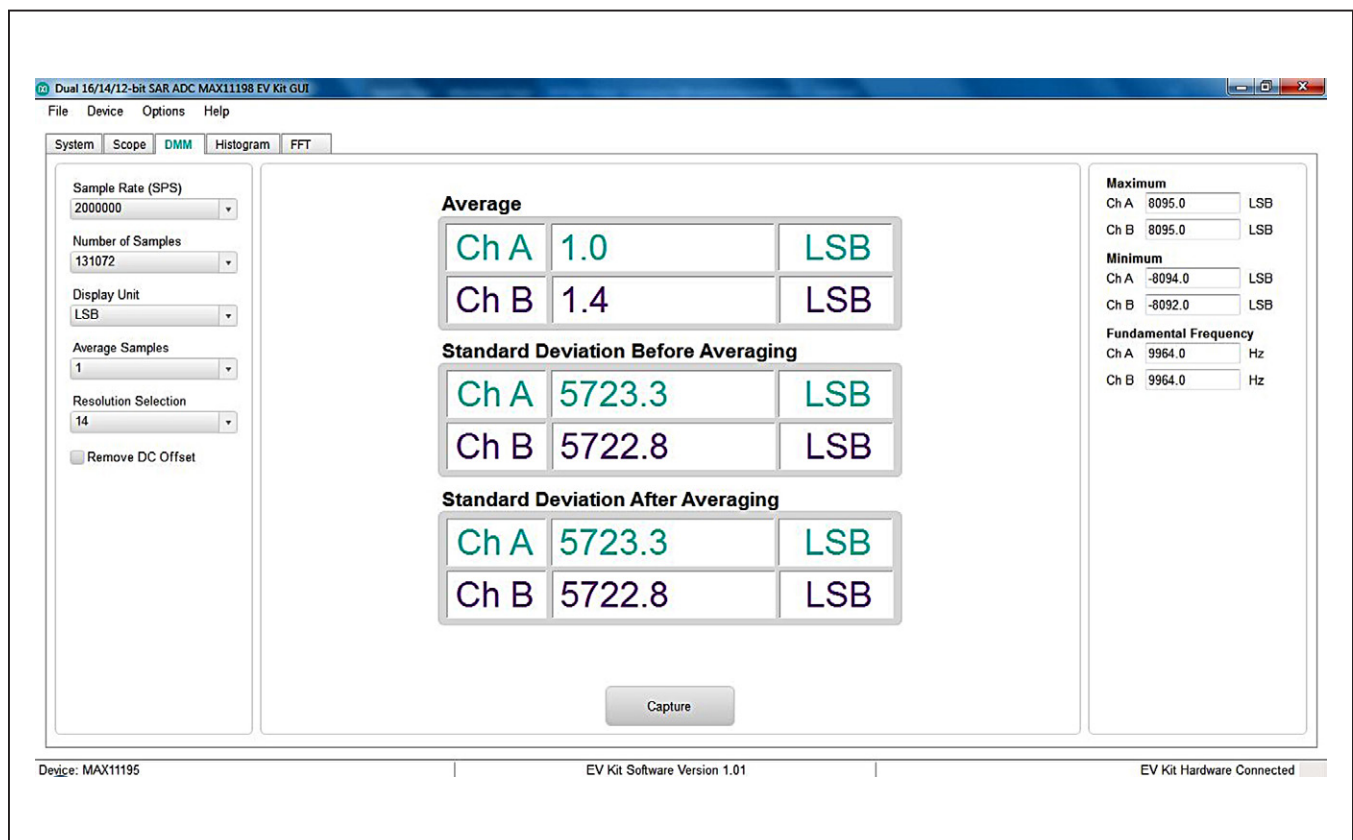 Dual 16/14/12-bit SAR ADC MAX11198 EV Kit GUI
File Device Options Help
System Scope DMM Histogram FFT
Sample Rate (SPS)
2000000
Number of Samples
131072
Display Unit
LSB
Average Samples
1
Resolution Selection
14
Remove DC Offset
Average
Ch A 1.0 LSB
Ch B 1.4 LSB
Standard Deviation Before Averaging
Ch A 5723.3 LSB
Ch B 5722.8 LSB
Standard Deviation After Averaging
Ch A 5723.3 LSB
Ch B 5722.8 LSB
Capture
Maximum
Ch A 8095.0 LSB
Ch B 8095.0 LSB
Minimum
Ch A -8094.0 LSB
Ch B -8092.0 LSB
Fundamental Frequency
Ch A 9964.0 Hz
Ch B 9964.0 Hz
Device: MAX11195 EV Kit Software Version 1.01 EV Kit Hardware Connected